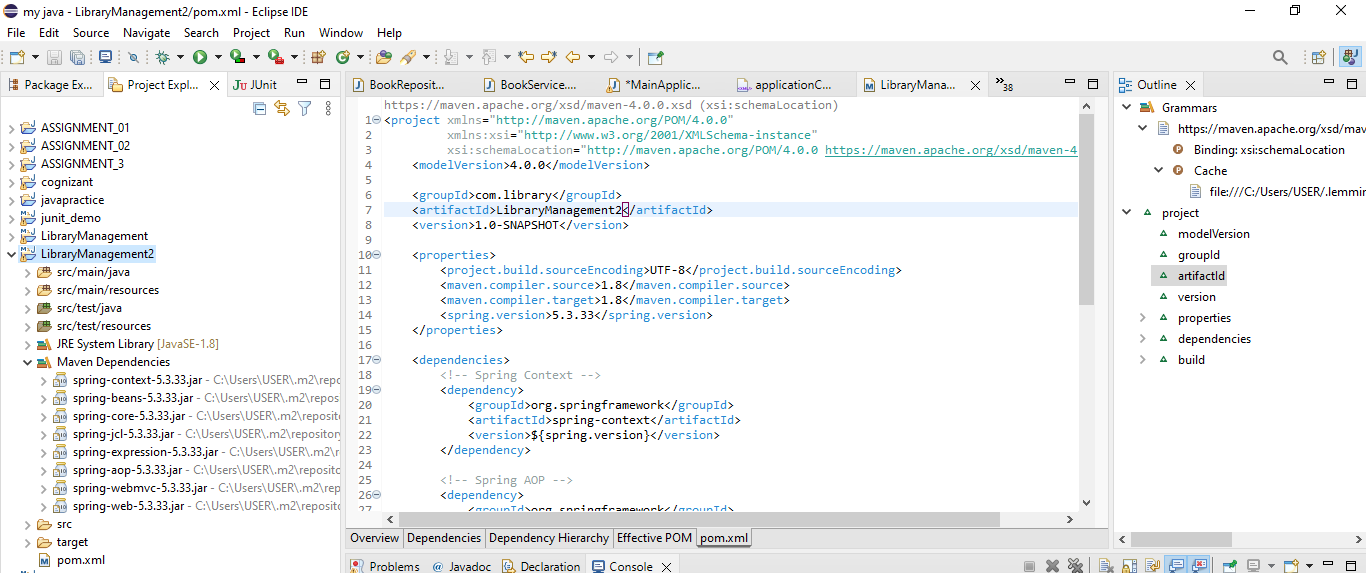 my java - LibraryManagement2/pom.xml - Eclipse IDE
File Edit Source Navigate Search Project Run Window Help
Package Ex... Project Expl... JUnit
ASSIGNMENT_01
ASSIGNMENT_02
ASSIGNMENT_3
cognizant
javapractice
junit_demo
LibraryManagement
LibraryManagement2
src/main/java
src/main/resources
src/test/java
src/test/resources
JRE System Library [JavaSE-1.8]
Maven Dependencies
spring-context-5.3.33.jar - C:\Users\USER\.m2\repo
spring-beans-5.3.33.jar - C:\Users\USER\.m2\repo
spring-core-5.3.33.jar - C:\Users\USER\.m2\reposit
spring-jcl-5.3.33.jar - C:\Users\USER\.m2\repository
spring-expression-5.3.33.jar - C:\Users\USER\.m2\r
spring-aop-5.3.33.jar - C:\Users\USER\.m2\reposit
spring-webmvc-5.3.33.jar - C:\Users\USER\.m2\rep
spring-web-5.3.33.jar - C:\Users\USER\.m2\reposit
src
target
pom.xml
BookReposit... BookService.... *MainApplic... applicationC... LibraryMana... »38
https://maven.apache.org/xsd/maven-4.0.0.xsd (xsi:schemaLocation)
1 <project xmlns="http://maven.apache.org/POM/4.0.0"
2 xmlns:xsi="http://www.w3.org/2001/XMLSchema-instance"
3 xsi:schemaLocation="http://maven.apache.org/POM/4.0.0 https://maven.apache.org/xsd/maven-4
4 <modelVersion>4.0.0</modelVersion>
5
6 <groupId>com.library</groupId>
7 <artifactId>LibraryManagement2</artifactId>
8 <version>1.0-SNAPSHOT</version>
9
10 <properties>
11 <project.build.sourceEncoding>UTF-8</project.build.sourceEncoding>
12 <maven.compiler.source>1.8</maven.compiler.source>
13 <maven.compiler.target>1.8</maven.compiler.target>
14 <spring.version>5.3.33</spring.version>
15 </properties>
16
17 <dependencies>
18 <!-- Spring Context -->
19 <dependency>
20 <groupId>org.springframework</groupId>
21 <artifactId>spring-context</artifactId>
22 <version>${spring.version}</version>
23 </dependency>
24
25 <!-- Spring AOP -->
26 <dependency>
27 <groupId>org.springframework</groupId>
Overview Dependencies Dependency Hierarchy Effective POM pom.xml
Problems Javadoc Declaration Console
Outline
Grammars
https://maven.apache.org/xsd/mav
Binding: xsi:schemaLocation
Cache
file:///C:/Users/USER/.lemmin
project
modelVersion
groupId
artifactId
version
properties
dependencies
build